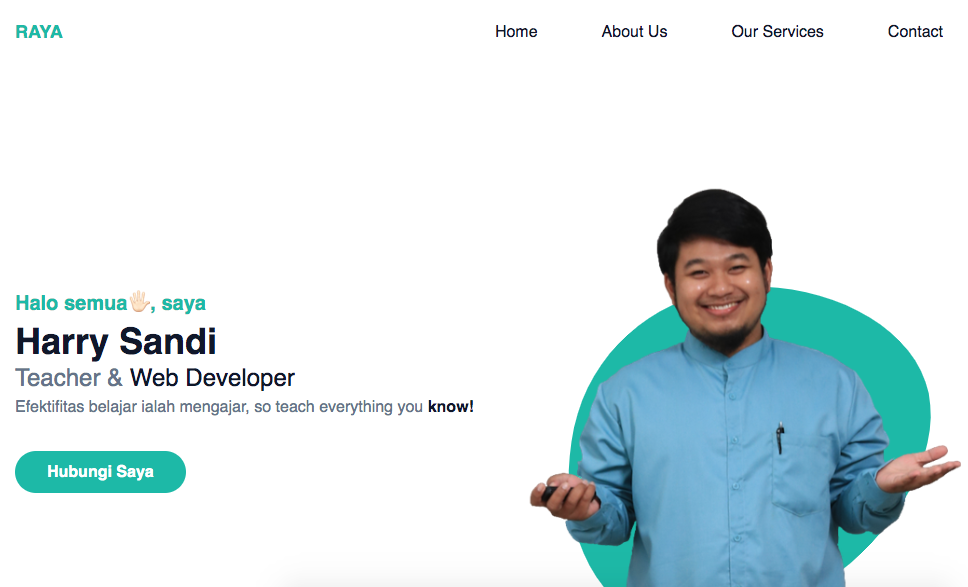 RAYA
Home About Us Our Services Contact
Halo semua🖐🏻, saya
Harry Sandi
Teacher & Web Developer
Efektifitas belajar ialah mengajar, so teach everything you know!
Hubungi Saya